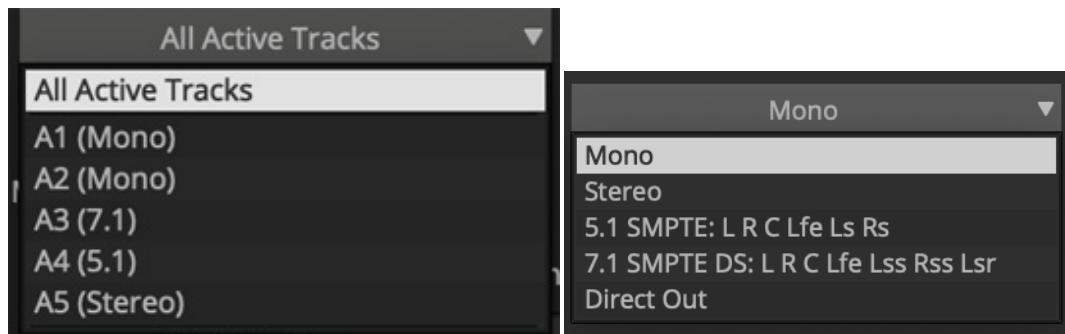 All Active Tracks
All Active Tracks
A1 (Mono)
A2 (Mono)
A3 (7.1)
A4 (5.1)
A5 (Stereo)
Mono
Mono
Stereo
5.1 SMPTE: L R C Lfe Ls Rs
7.1 SMPTE DS: L R C Lfe Lss Rss Lsr
Direct Out